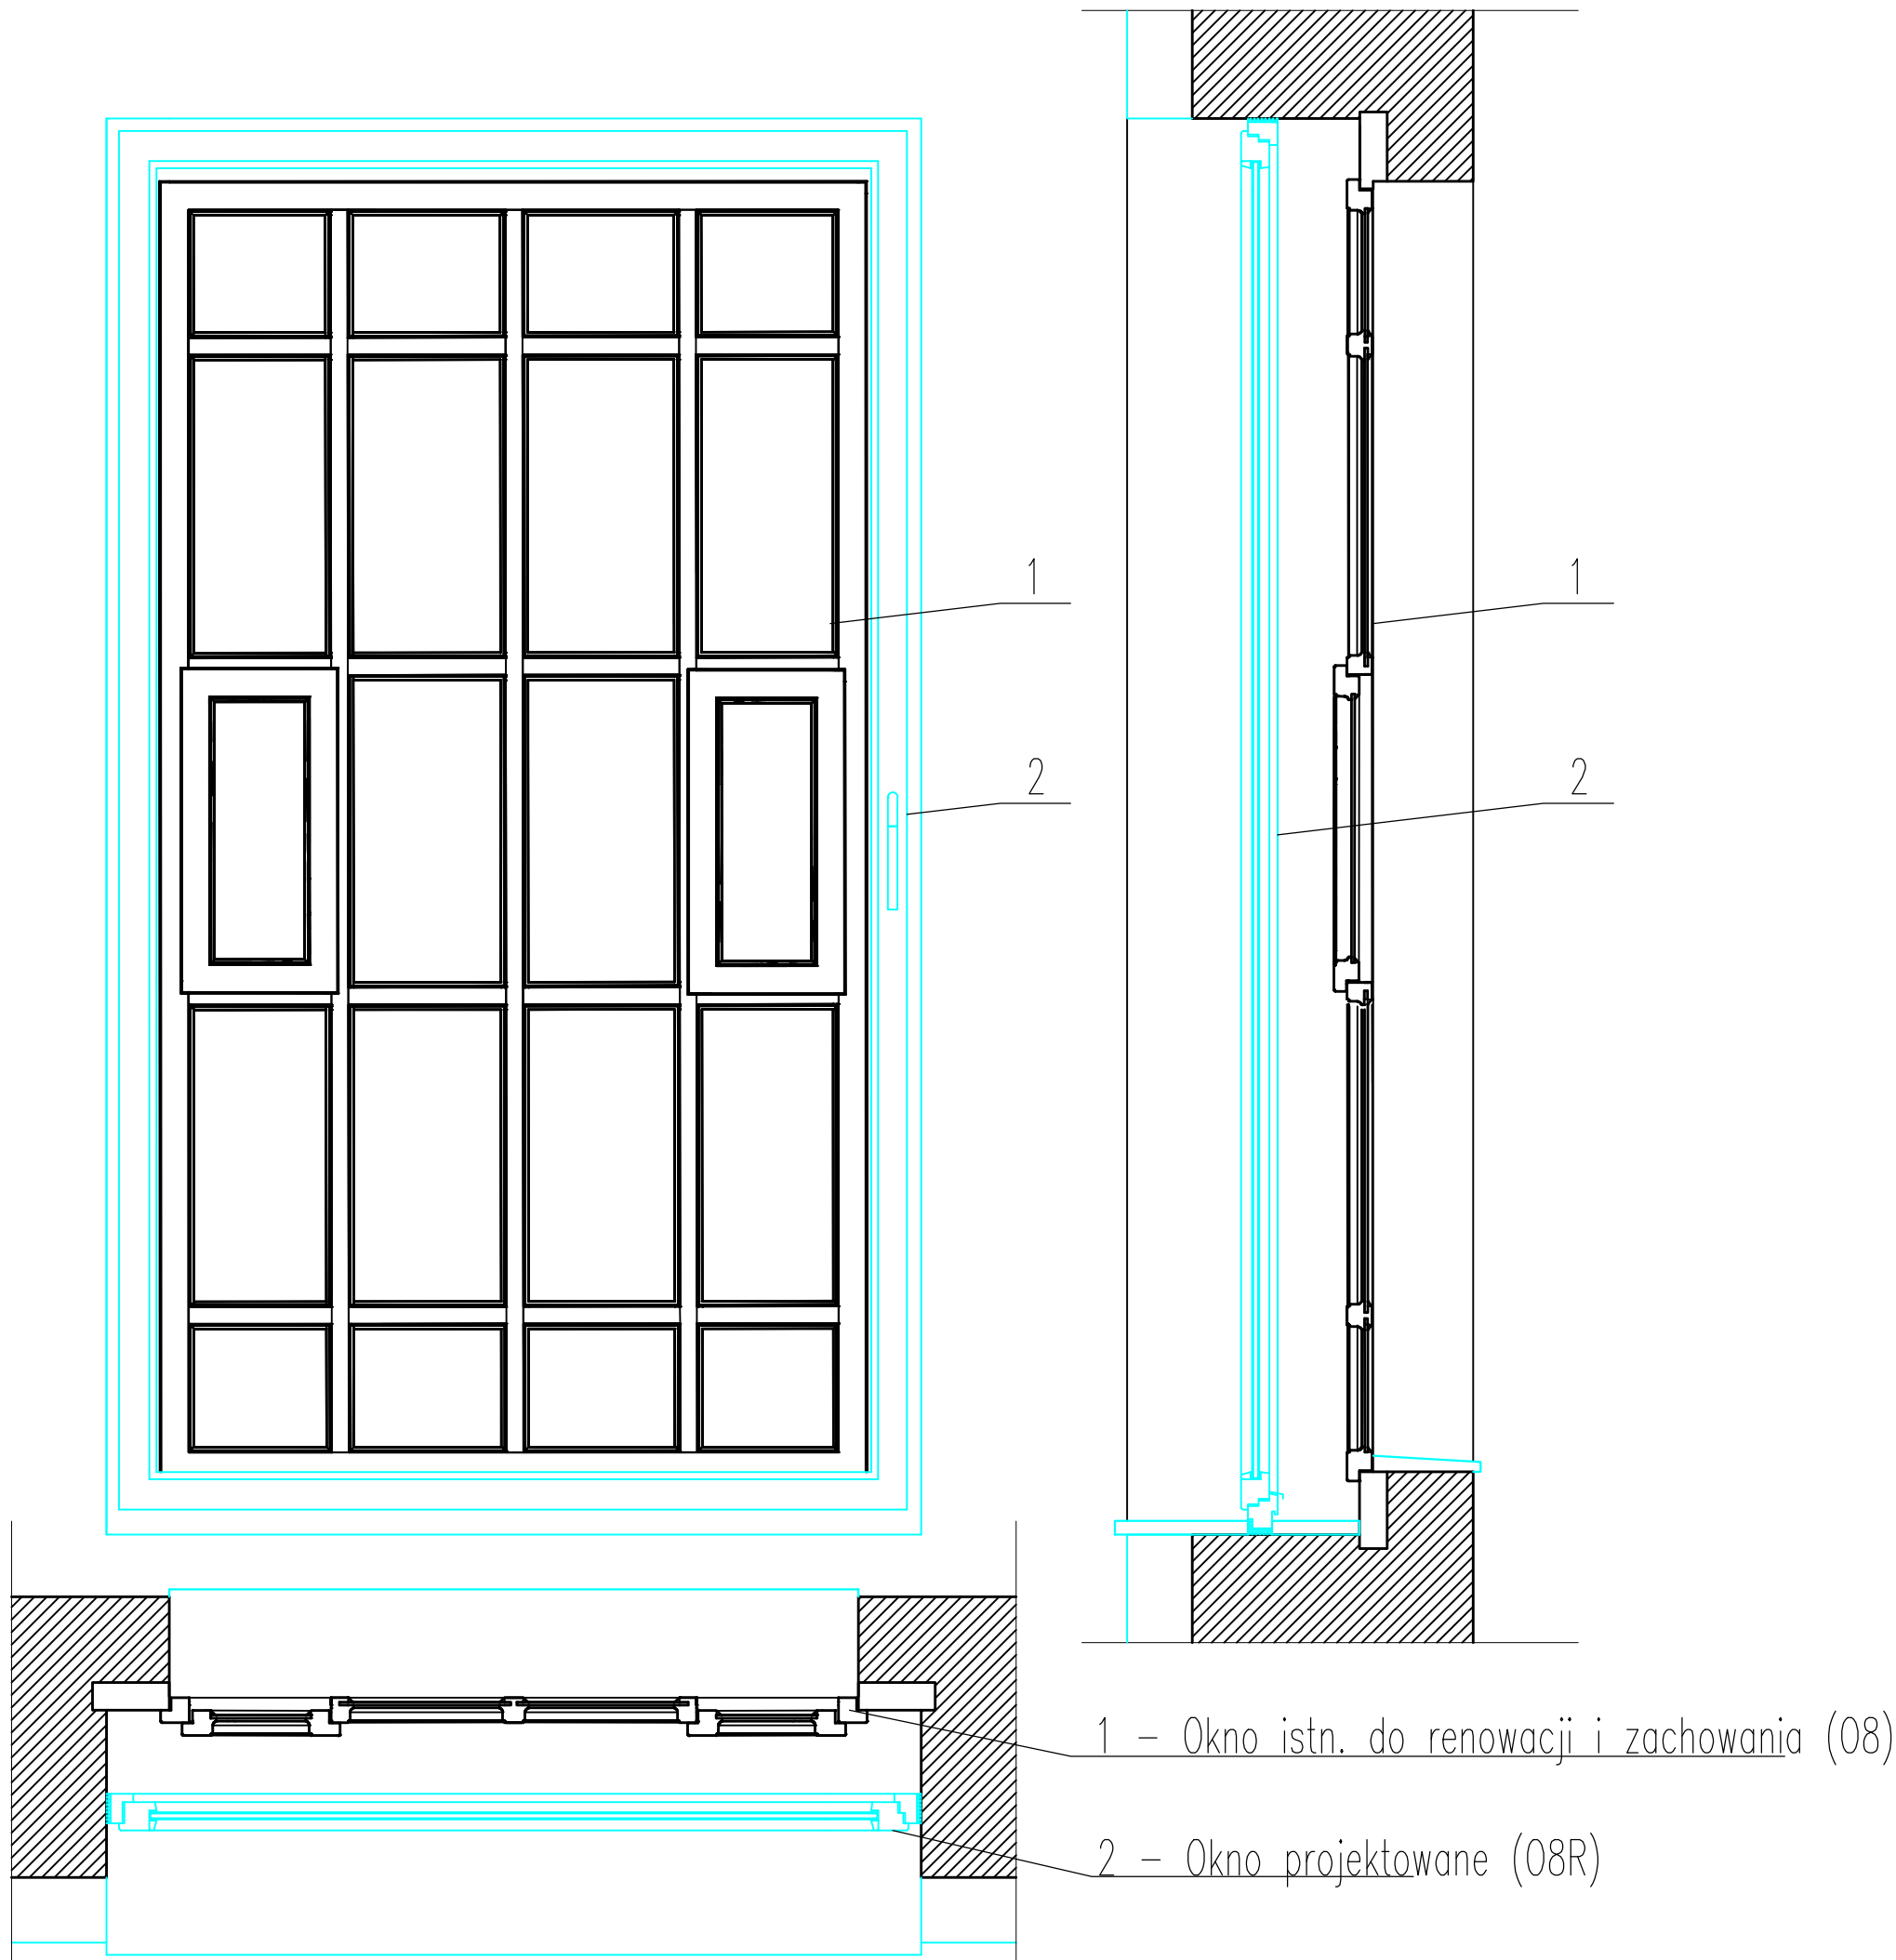 1
1
2
2
1 - Okno istn. do renowacji i zachowania (08)
2 - Okno projektowane (08R)